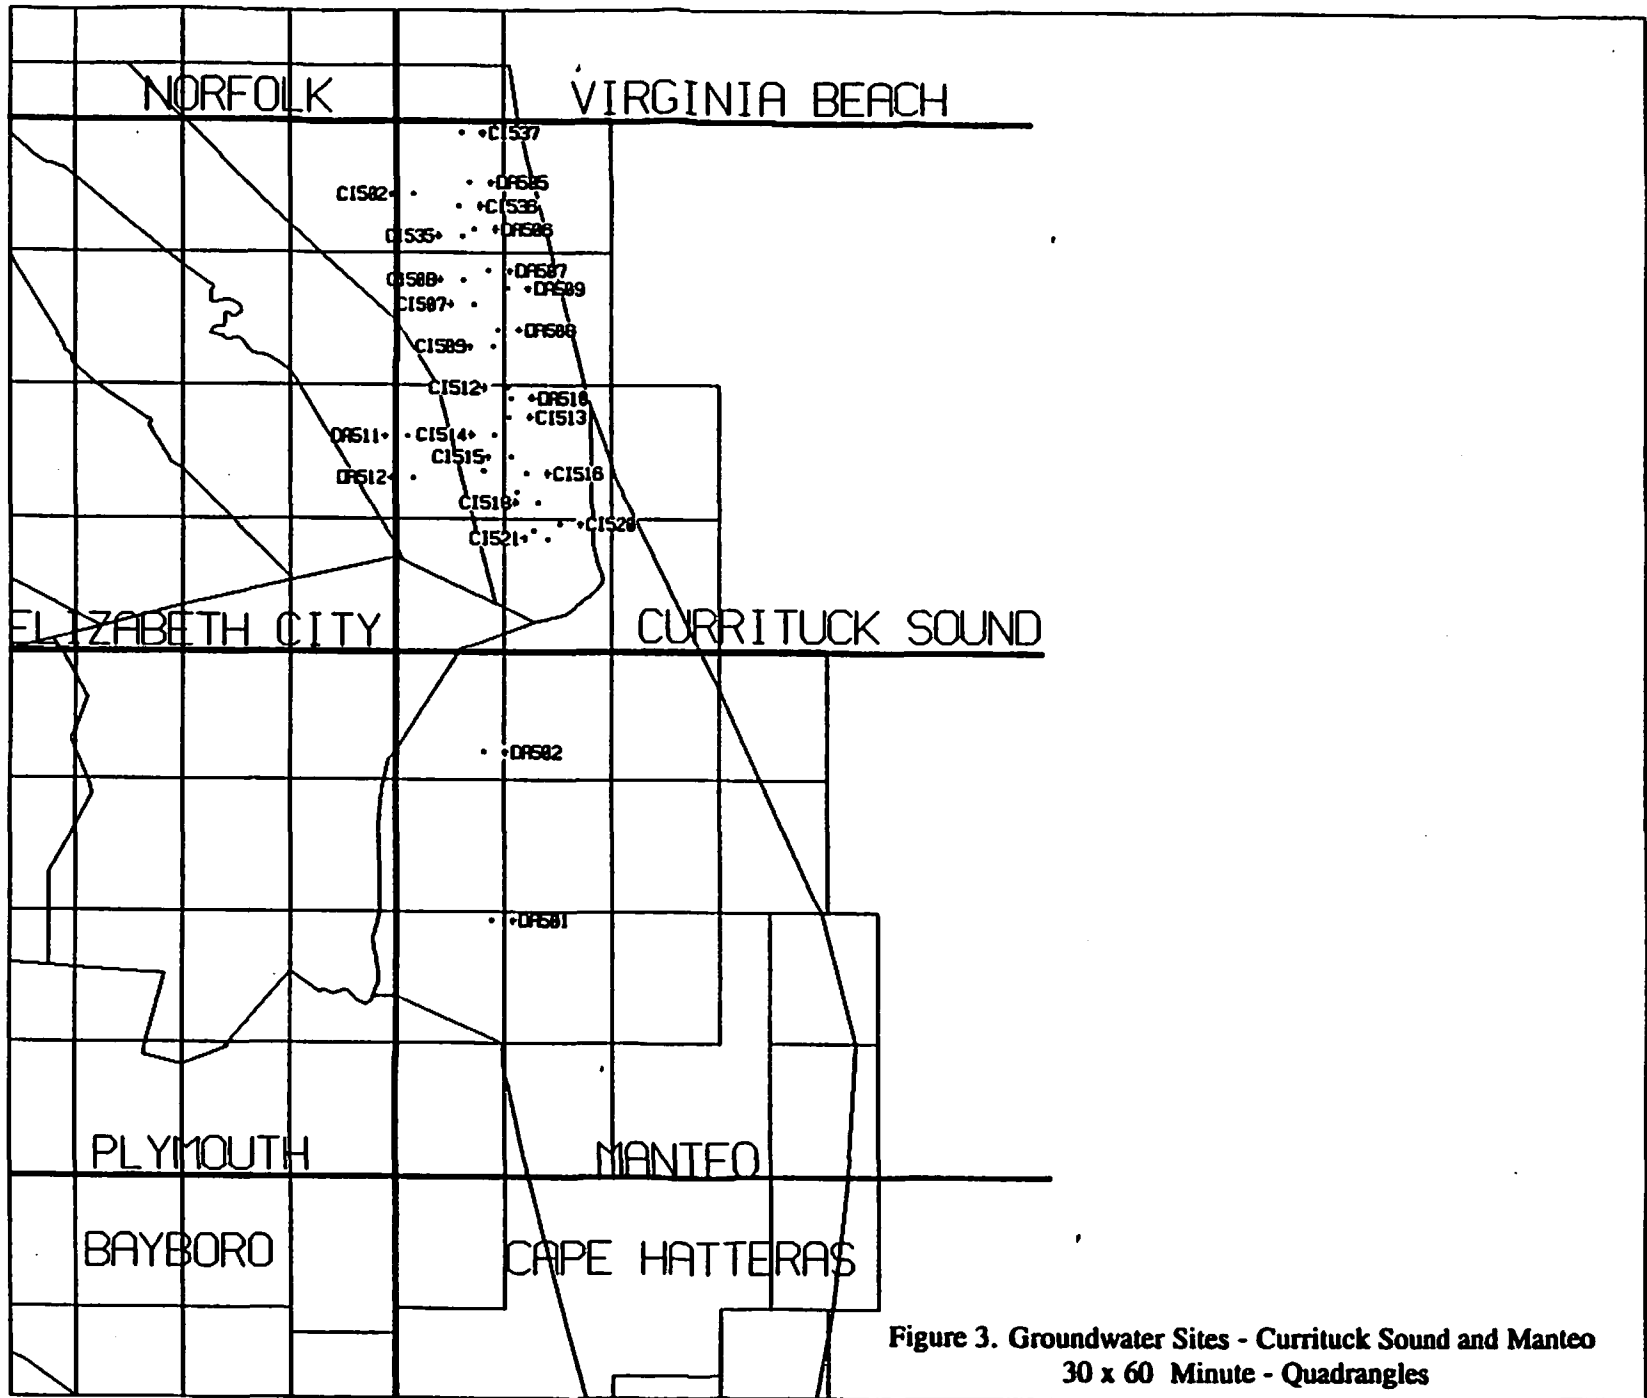 NORFOLK VIRGINIA BEACH
CI537
DA505
CI502
CI536
DA506
CI535
DA507
CI508
DA509
CI507
DA508
CI509
CI512
DA510
CI513
DA511 CI514
CI515
DA512 CI516
CI518
CI520
CI521
ELIZABETH CITY CURRITUCK SOUND
DA502
DA501
PLYMOUTH MANTEO
BAYBORO CAPE HATTERAS
Figure 3. Groundwater Sites - Currituck Sound and Manteo
30 x 60 Minute - Quadrangles